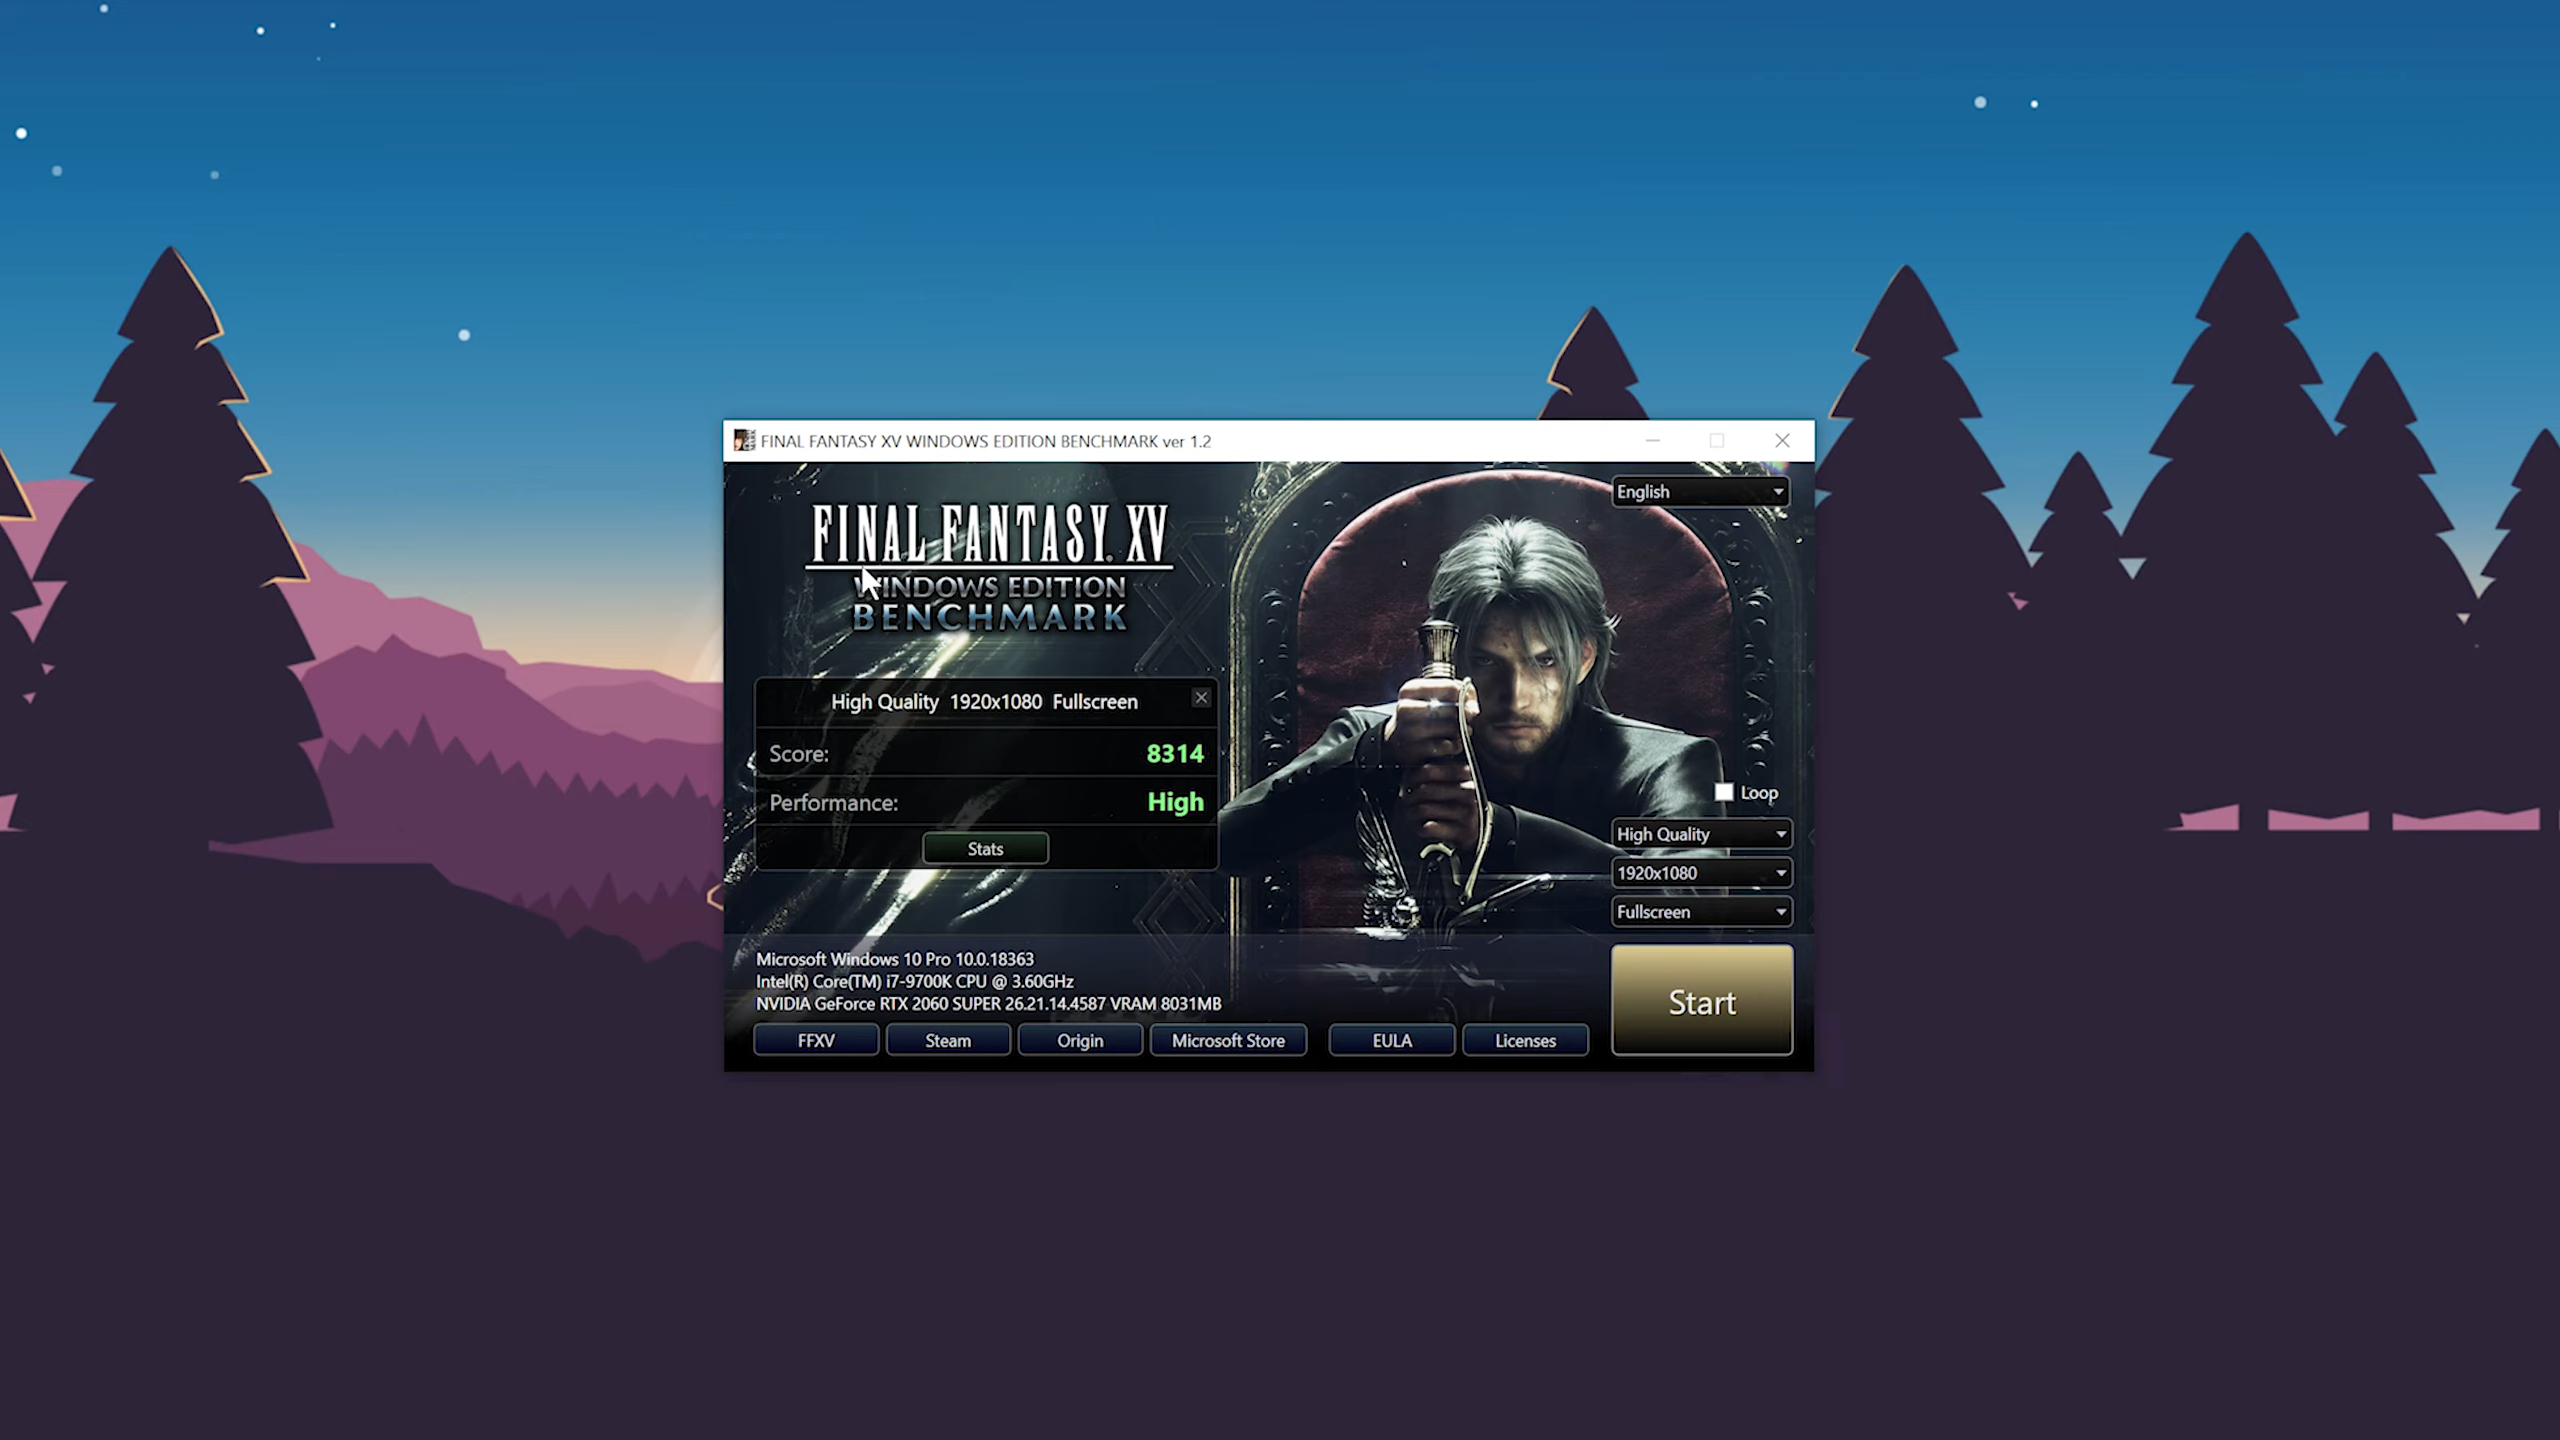 FINAL FANTASY XV WINDOWS EDITION BENCHMARK ver 1.2
English
FINAL FANTASY XV
WINDOWS EDITION
BENCHMARK
High Quality 1920x1080 Fullscreen
Score: 8314
Performance: High
Stats
Loop
High Quality
1920x1080
Fullscreen
Microsoft Windows 10 Pro 10.0.18363
Intel(R) Core(TM) i7-9700K CPU @ 3.60GHz
NVIDIA GeForce RTX 2060 SUPER 26.21.14.4587 VRAM 8031MB
Start
FFXV Steam Origin Microsoft Store EULA Licenses